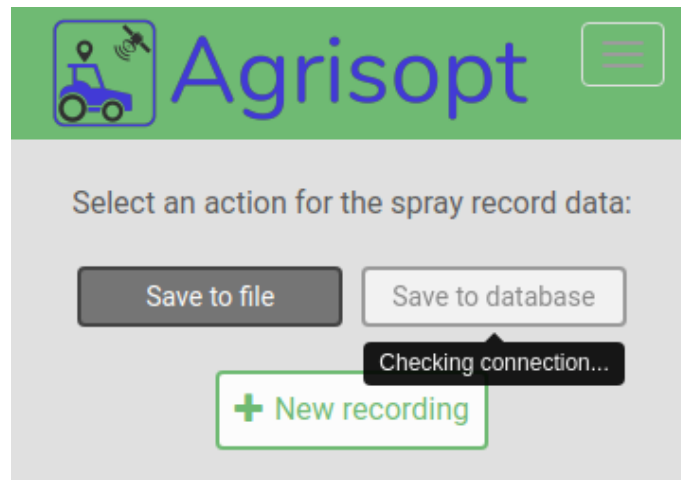 Agrisopt
Select an action for the spray record data:
Save to file
Save to database
Checking connection...
New recording